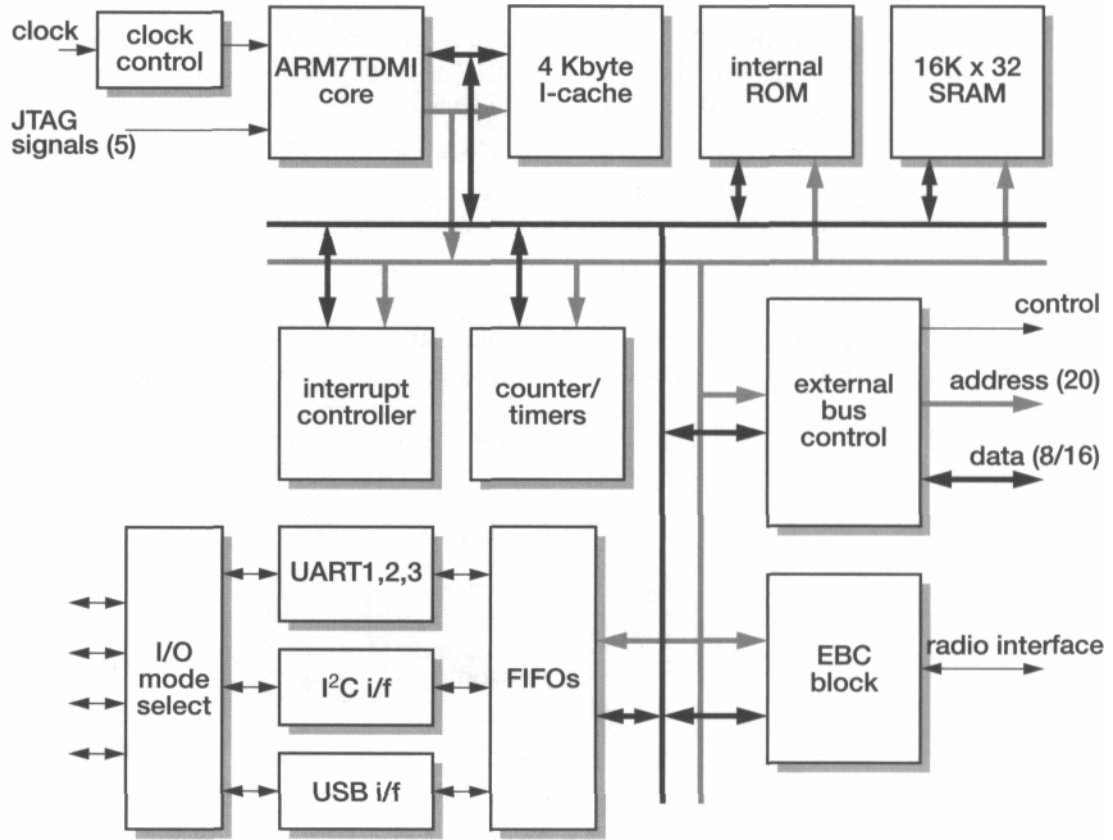 clock
clock
control
ARM7TDMI
core
4 Kbyte
I-cache
internal
ROM
16K x 32
SRAM
JTAG
signals (5)
interrupt
controller
counter/
timers
external
bus
control
control
address (20)
data (8/16)
I/O
mode
select
UART1,2,3
I²C i/f
USB i/f
FIFOs
EBC
block
radio interface